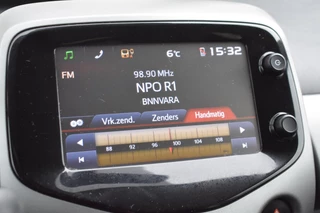 6°c 15:32
FM
98.90 MHz
NPO R1
BNNVARA
Vrk.zend. Zenders Handmatig
88 92 96 100 104 108